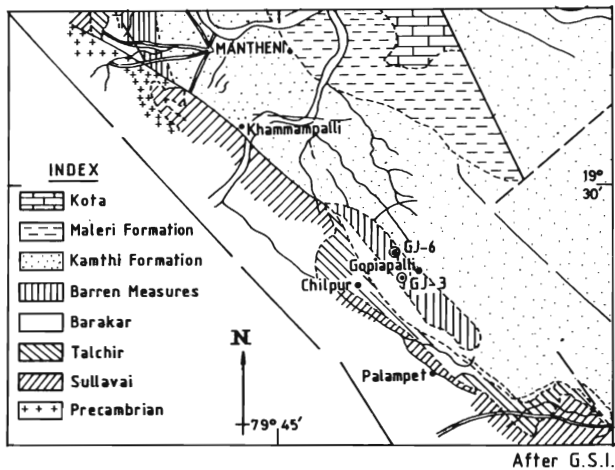 MANTHENI
Khammampalli
INDEX
Kota
Maleri Formation
Kamthi Formation
Barren Measures
Barakar
Talchir
Sullavai
Precambrian
19°
30'
GJ-6
Gopiapalli
GJ-3
Chilpur
N
Palampet
79° 45'
After G.S.I.